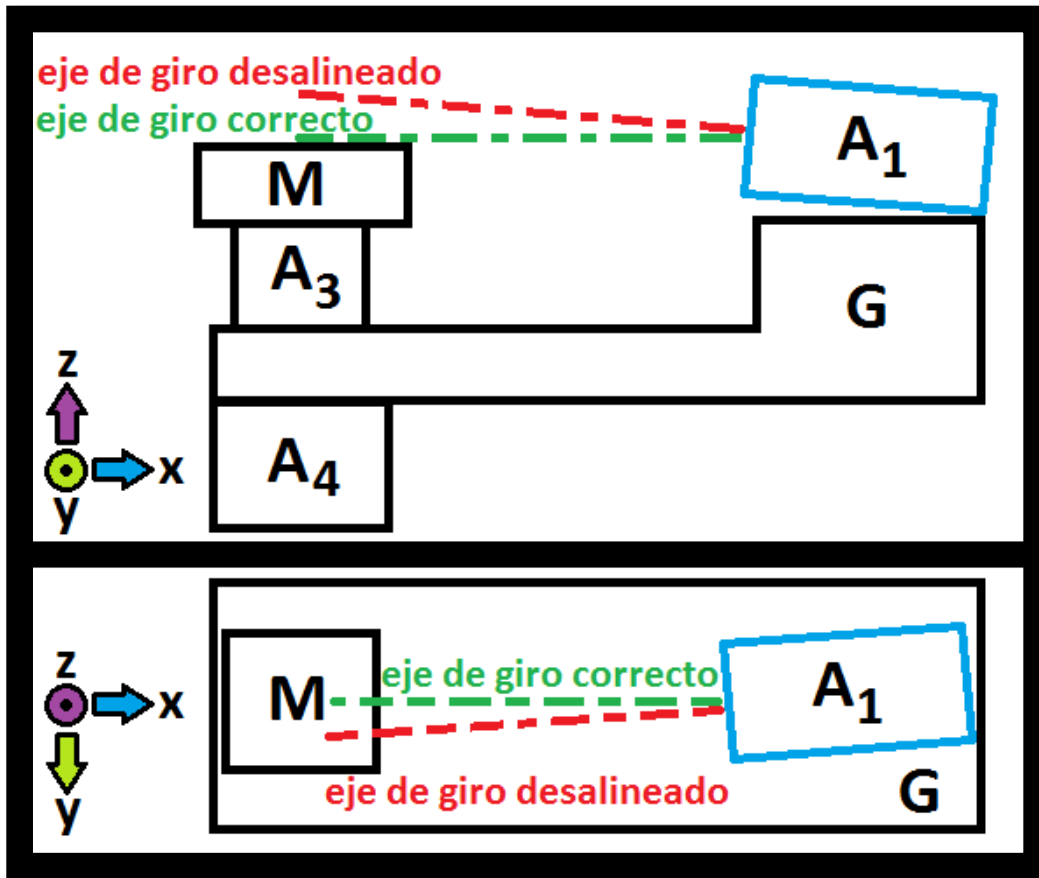 eje de giro desalineado
eje de giro correcto
A₁
M
A₃
G
z
x
y
A₄
z
x
y
M
eje de giro correcto
A₁
eje de giro desalineado
G